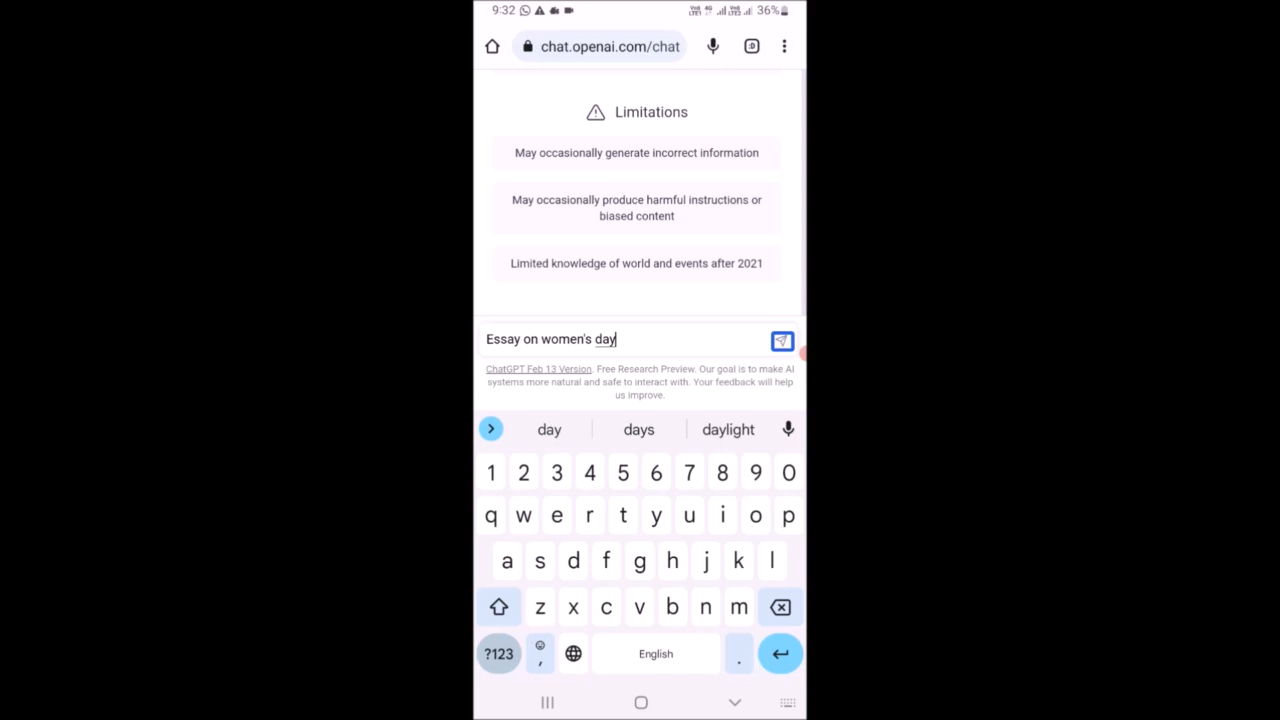 9:32 36%
chat.openai.com/chat :D
Limitations
May occasionally generate incorrect information
May occasionally produce harmful instructions or
biased content
Limited knowledge of world and events after 2021
Essay on women's day
ChatGPT Feb 13 Version. Free Research Preview. Our goal is to make AI
systems more natural and safe to interact with. Your feedback will help
us improve.
day days daylight
1 2 3 4 5 6 7 8 9 0
q w e r t y u i o p
a s d f g h j k l
z x c v b n m
?123 , English .